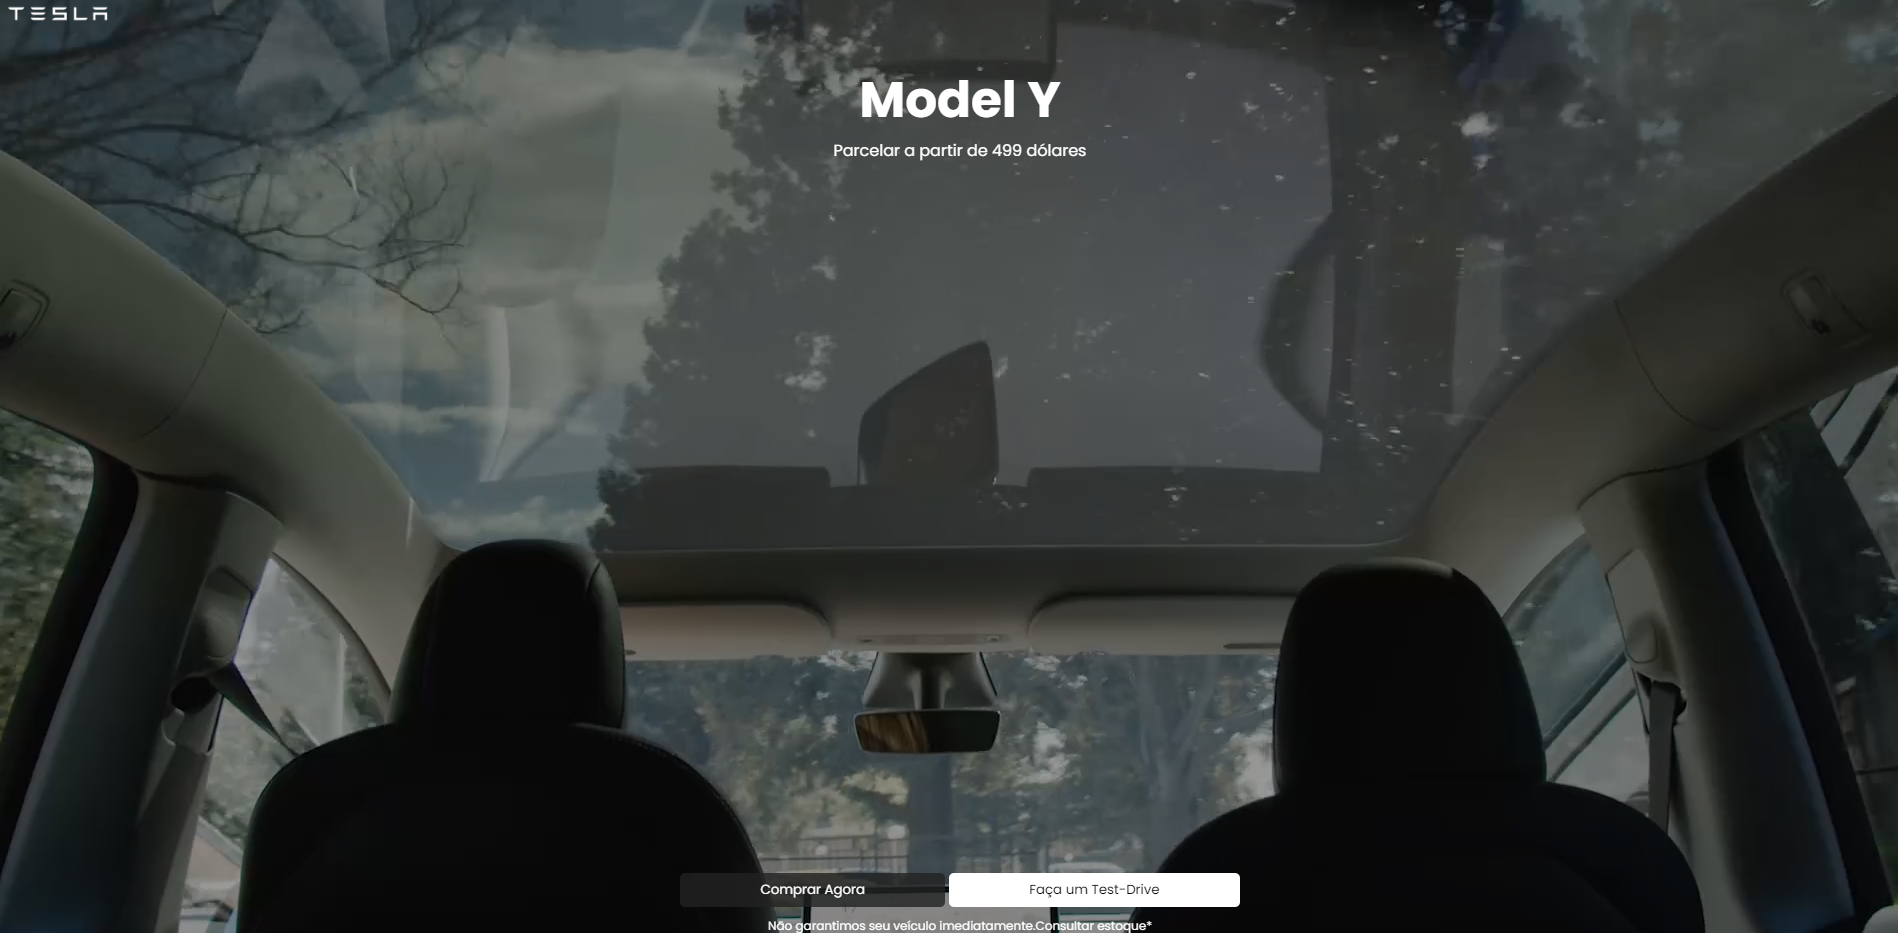 TESLA
Model Y
Parcelar a partir de 499 dólares
Comprar Agora
Faça um Test-Drive
Não garantimos seu veículo imediatamente.Consultar estoque*